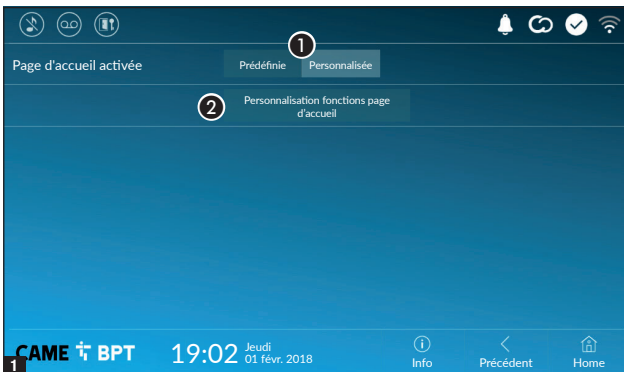 1
Page d'accueil activée
Prédéfinie
Personnalisée
2
Personnalisation fonctions page
d'accueil
1
CAME BPT
19:02
Jeudi
01 févr. 2018
Info
Précédent
Home